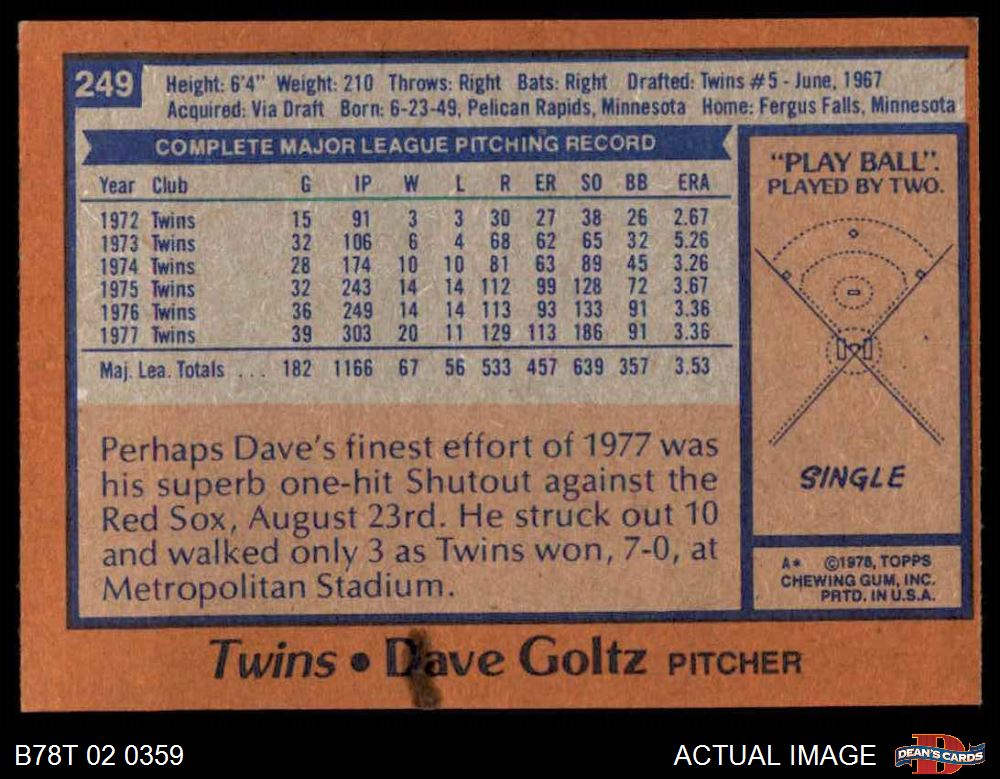 249
Height: 6'4" Weight: 210 Throws: Right Bats: Right Drafted: Twins #5 - June, 1967
Acquired: Via Draft Born: 6-23-49, Pelican Rapids, Minnesota Home: Fergus Falls, Minnesota
COMPLETE MAJOR LEAGUE PITCHING RECORD
Year Club G IP W L R ER SO BB ERA
1972 Twins 15 91 3 3 30 27 38 26 2.67
1973 Twins 32 106 6 4 68 62 65 32 5.26
1974 Twins 28 174 10 10 81 63 89 45 3.26
1975 Twins 32 243 14 14 112 99 128 72 3.67
1976 Twins 36 249 14 14 113 93 133 91 3.36
1977 Twins 39 303 20 11 129 113 186 91 3.36
Maj. Lea. Totals ... 182 1166 67 56 533 457 639 357 3.53
Perhaps Dave's finest effort of 1977 was
his superb one-hit Shutout against the
Red Sox, August 23rd. He struck out 10
and walked only 3 as Twins won, 7-0, at
Metropolitan Stadium.
"PLAY BALL".
PLAYED BY TWO.
SINGLE
A* ©1978, TOPPS
CHEWING GUM, INC.
PRTD. IN U.S.A.
Twins • Dave Goltz PITCHER
B78T 02 0359
ACTUAL IMAGE
DEAN'S CARDS